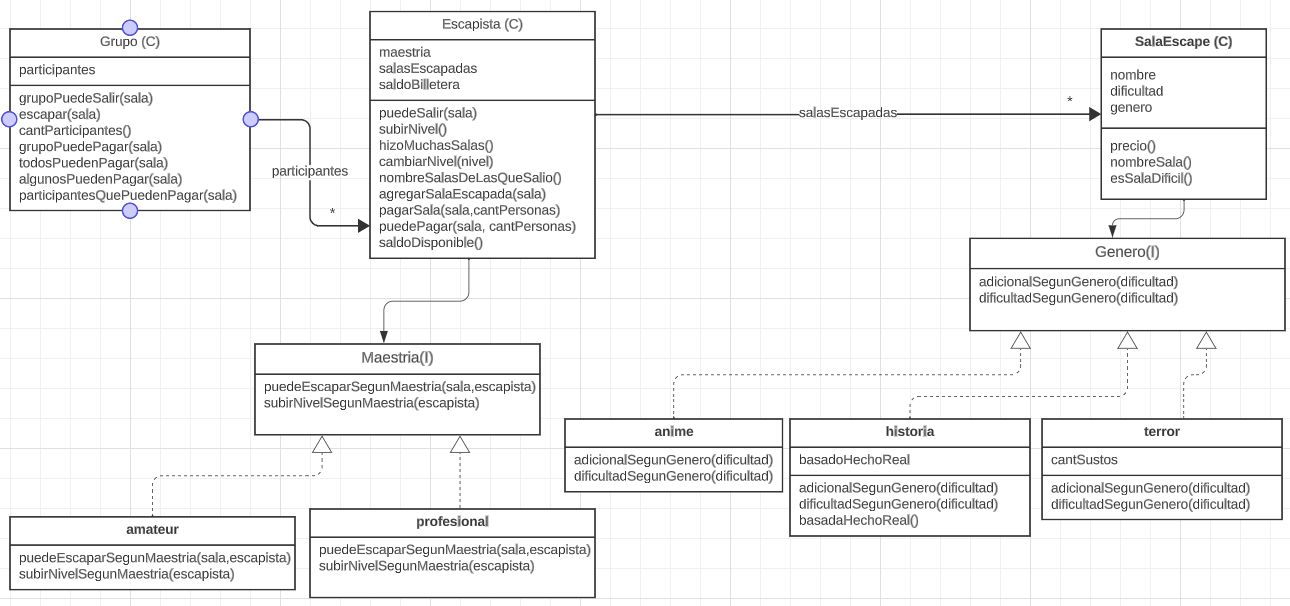 Grupo (C)
participantes
grupoPuedeSalir(sala)
escapar(sala)
cantParticipantes()
grupoPuedePagar(sala)
todosPuedenPagar(sala)
algunosPuedenPagar(sala)
participantesQuePuedenPagar(sala)
participantes
*
Escapista (C)
maestria
salasEscapadas
saldoBilletera
puedeSalir(sala)
subirNivel()
hizoMuchasSalas()
cambiarNivel(nivel)
nombreSalasDeLasQueSalio()
agregarSalaEscapada(sala)
pagarSala(sala,cantPersonas)
puedePagar(sala, cantPersonas)
saldoDisponible()
salasEscapadas
*
SalaEscape (C)
nombre
dificultad
genero
precio()
nombreSala()
esSalaDificil()
Genero(I)
adicionalSegunGenero(dificultad)
dificultadSegunGenero(dificultad)
Maestria(I)
puedeEscaparSegunMaestria(sala,escapista)
subirNivelSegunMaestria(escapista)
anime
adicionalSegunGenero(dificultad)
dificultadSegunGenero(dificultad)
historia
basadoHechoReal
adicionalSegunGenero(dificultad)
dificultadSegunGenero(dificultad)
basadaHechoReal()
terror
cantSustos
adicionalSegunGenero(dificultad)
dificultadSegunGenero(dificultad)
amateur
puedeEscaparSegunMaestria(sala,escapista)
subirNivelSegunMaestria(escapista)
profesional
puedeEscaparSegunMaestria(sala,escapista)
subirNivelSegunMaestria(escapista)